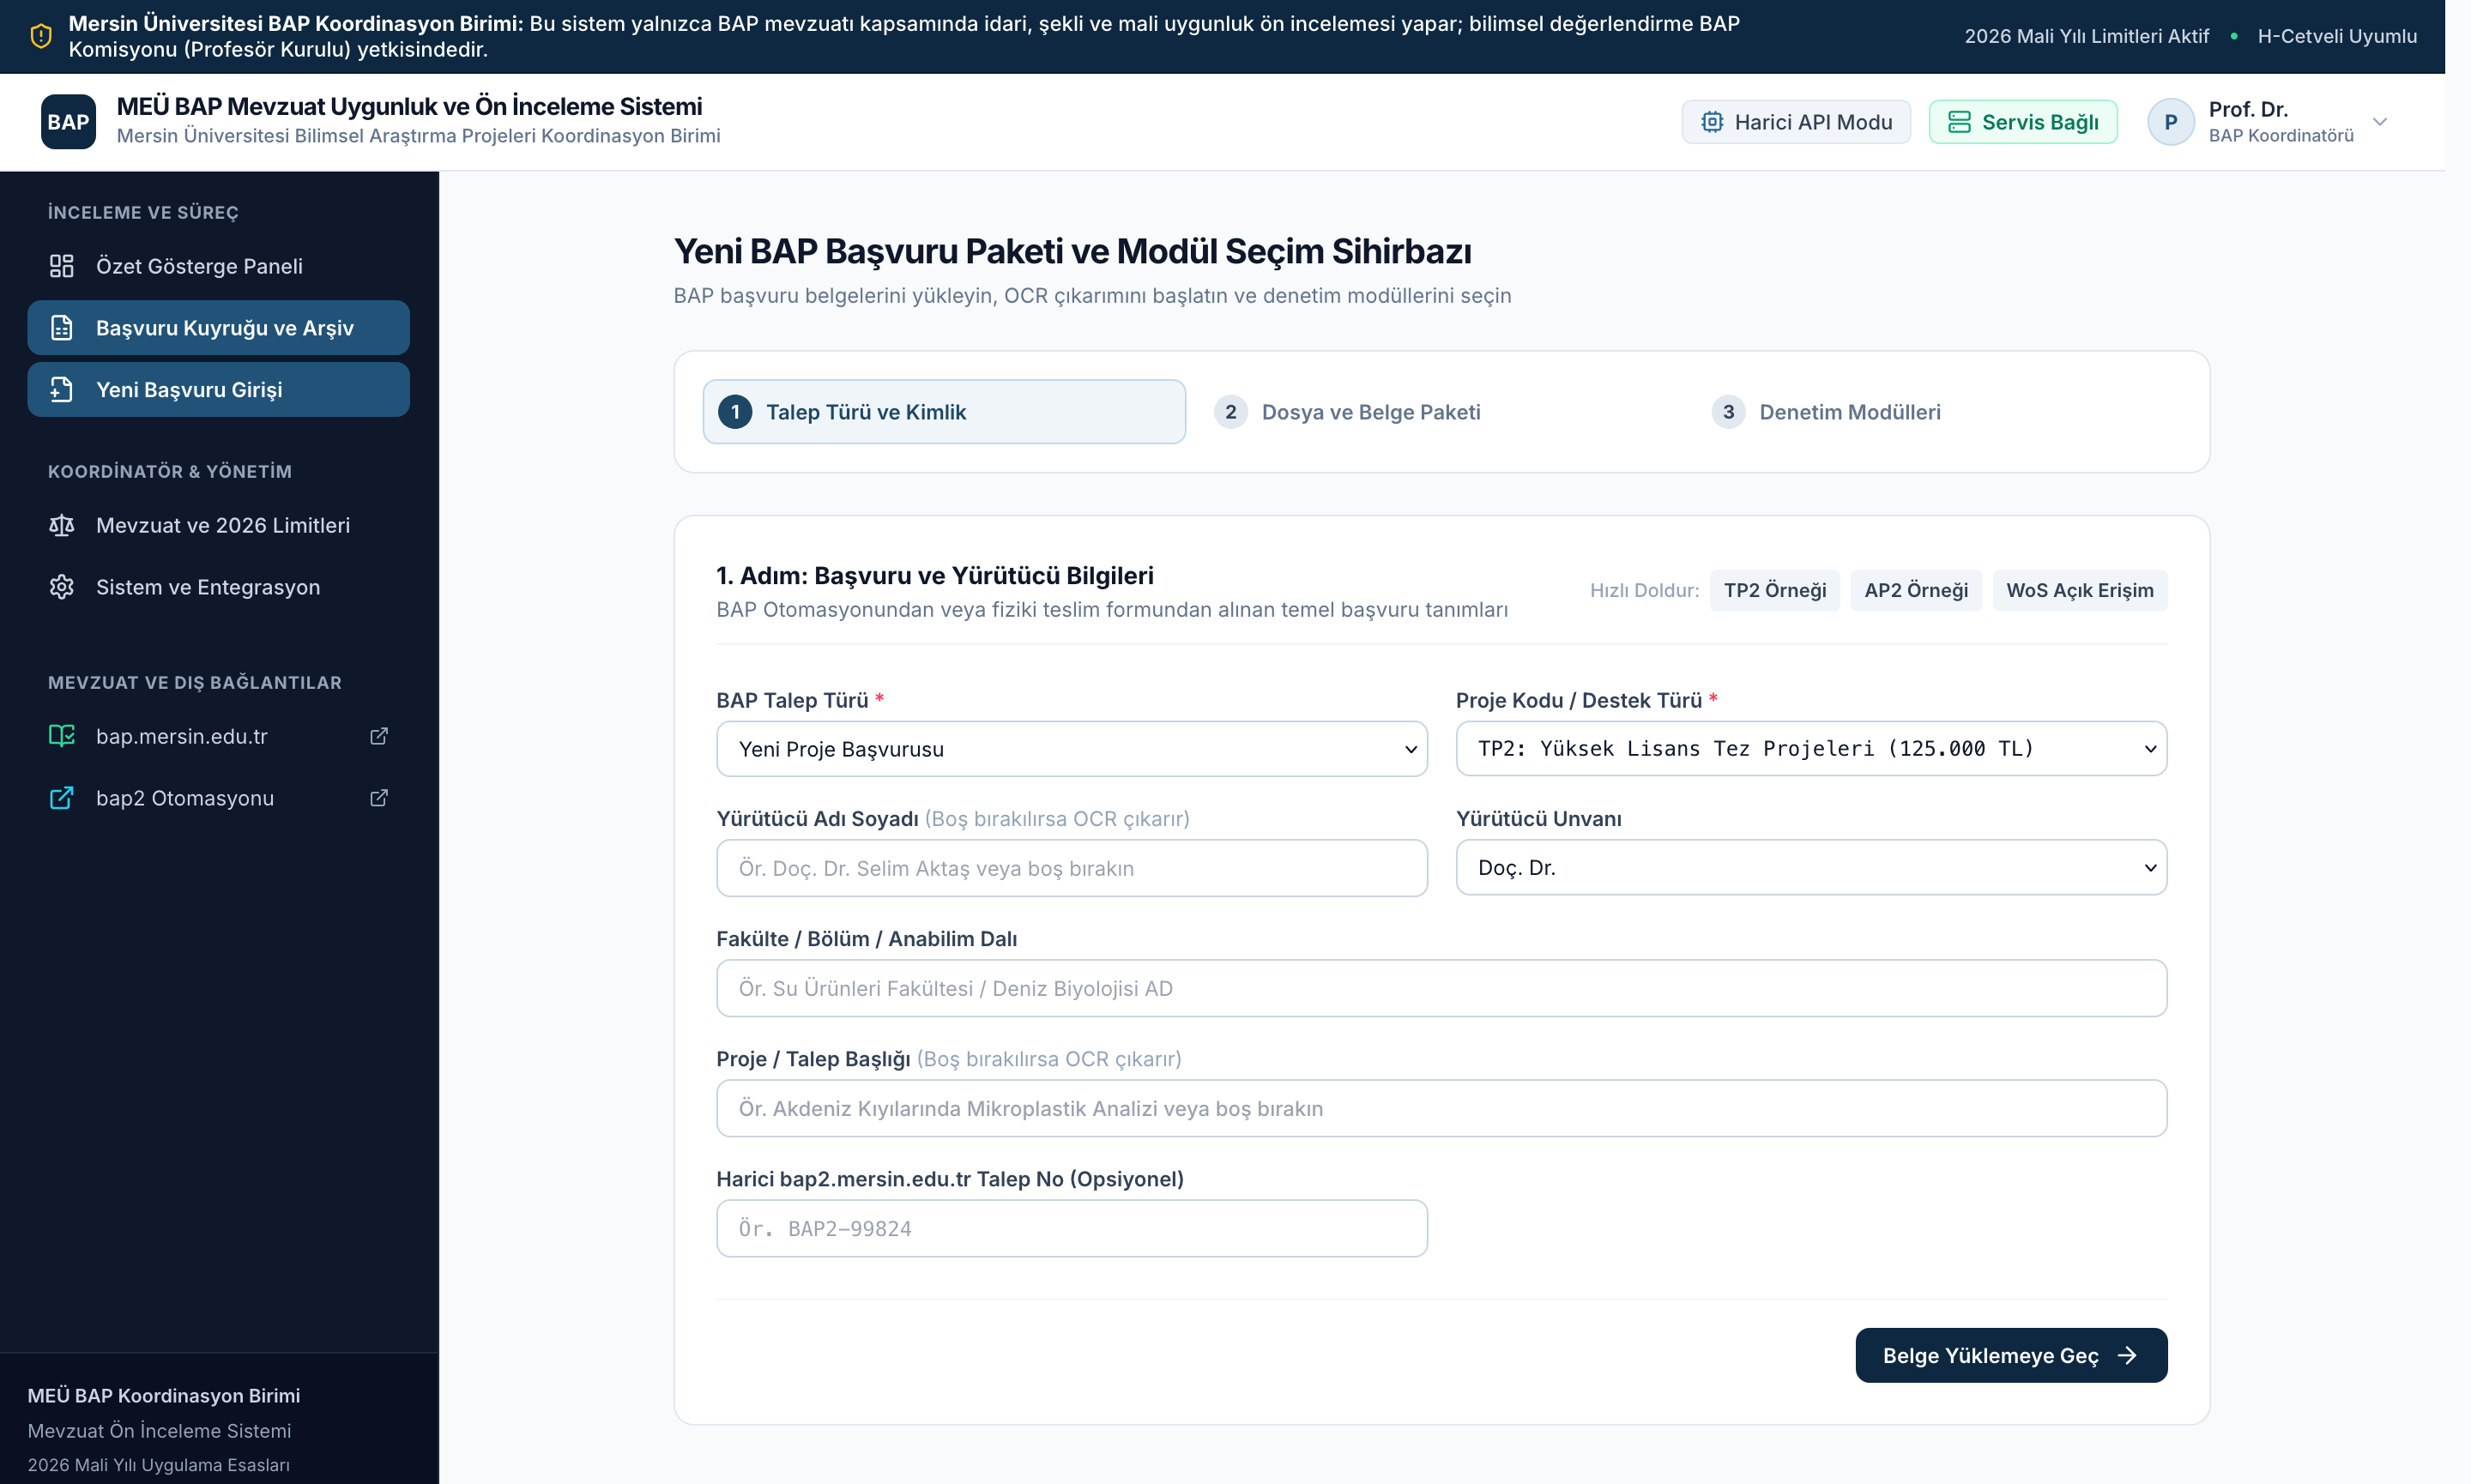 Mersin Üniversitesi BAP Koordinasyon Birimi: Bu sistem yalnızca BAP mevzuatı kapsamında idari, şekli ve mali uygunluk ön incelemesi yapar; bilimsel değerlendirme BAP
Komisyonu (Profesör Kurulu) yetkisindedir.
2026 Mali Yılı Limitleri Aktif • H-Cetveli Uyumlu
BAP
MEÜ BAP Mevzuat Uygunluk ve Ön İnceleme Sistemi
Mersin Üniversitesi Bilimsel Araştırma Projeleri Koordinasyon Birimi
Harici API Modu
Servis Bağlı
P
Prof. Dr.
BAP Koordinatörü
İNCELEME VE SÜREÇ
Özet Gösterge Paneli
Başvuru Kuyruğu ve Arşiv
Yeni Başvuru Girişi
KOORDİNATÖR & YÖNETİM
Mevzuat ve 2026 Limitleri
Sistem ve Entegrasyon
MEVZUAT VE DIŞ BAĞLANTILAR
bap.mersin.edu.tr
bap2 Otomasyonu
MEÜ BAP Koordinasyon Birimi
Mevzuat Ön İnceleme Sistemi
2026 Mali Yılı Uygulama Esasları
Yeni BAP Başvuru Paketi ve Modül Seçim Sihirbazı
BAP başvuru belgelerini yükleyin, OCR çıkarımını başlatın ve denetim modüllerini seçin
1 Talep Türü ve Kimlik
2 Dosya ve Belge Paketi
3 Denetim Modülleri
1. Adım: Başvuru ve Yürütücü Bilgileri
BAP Otomasyonundan veya fiziki teslim formundan alınan temel başvuru tanımları
Hızlı Doldur: TP2 Örneği AP2 Örneği WoS Açık Erişim
BAP Talep Türü *
Yeni Proje Başvurusu
Proje Kodu / Destek Türü *
TP2: Yüksek Lisans Tez Projeleri (125.000 TL)
Yürütücü Adı Soyadı (Boş bırakılırsa OCR çıkarır)
Ör. Doç. Dr. Selim Aktaş veya boş bırakın
Yürütücü Unvanı
Doç. Dr.
Fakülte / Bölüm / Anabilim Dalı
Ör. Su Ürünleri Fakültesi / Deniz Biyolojisi AD
Proje / Talep Başlığı (Boş bırakılırsa OCR çıkarır)
Ör. Akdeniz Kıyılarında Mikroplastik Analizi veya boş bırakın
Harici bap2.mersin.edu.tr Talep No (Opsiyonel)
Ör. BAP2-99824
Belge Yüklemeye Geç →